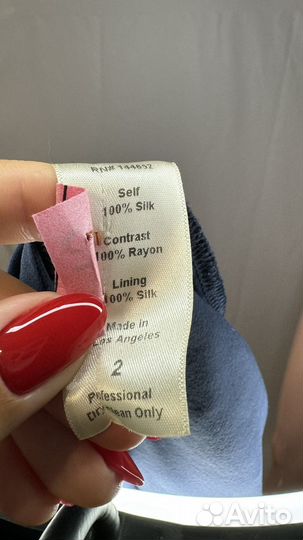 RN# 144652
Self
100% Silk
Contrast
100% Rayon
Lining
100% Silk
Made in
Los Angeles
2
Professional
Dry Clean Only
Avito